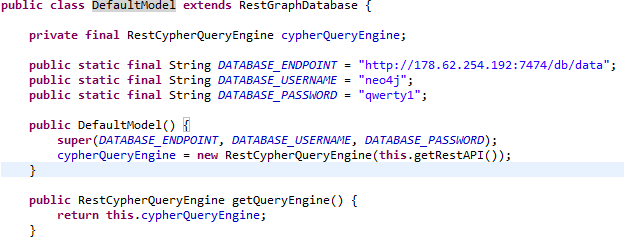 public class DefaultModel extends RestGraphDatabase {
private final RestCypherQueryEngine cypherQueryEngine;
public static final String DATABASE_ENDPOINT = "http://178.62.254.192:7474/db/data";
public static final String DATABASE_USERNAME = "neo4j";
public static final String DATABASE_PASSWORD = "qwerty1";
public DefaultModel() {
super(DATABASE_ENDPOINT, DATABASE_USERNAME, DATABASE_PASSWORD);
cypherQueryEngine = new RestCypherQueryEngine(this.getRestAPI());
}
public RestCypherQueryEngine getQueryEngine() {
return this.cypherQueryEngine;
}